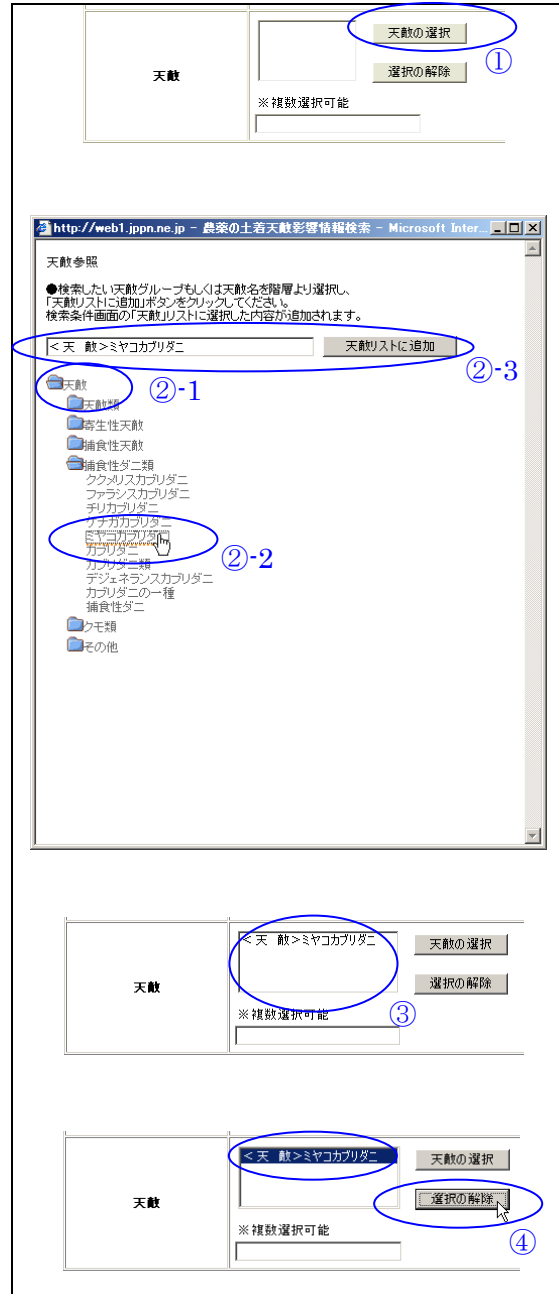 天敵の選択
①
天敵
選択の解除
※複数選択可能
http://web1.jppn.ne.jp - 農薬の土着天敵影響情報検索 - Microsoft Inter...
天敵参照
●検索したい天敵グループもしくは天敵名を階層より選択し、
「天敵リストに追加」ボタンをクリックしてください。
検索条件画面の「天敵」リストに選択した内容が追加されます。
<天 敵>ミヤコカブリダニ 天敵リストに追加
②-3
天敵 ②-1
天敵類
寄生性天敵
捕食性天敵
捕食性ダニ類
ククメリスカブリダニ
ファラシスカブリダニ
チリカブリダニ
ケナガカブリダニ
ミヤコカブリダニ
②-2
カブリダニ
カブリダニ類
デジェネランスカブリダニ
カブリダニの一種
捕食性ダニ
クモ類
その他
<天 敵>ミヤコカブリダニ 天敵の選択
天敵
選択の解除
※複数選択可能 ③
<天 敵>ミヤコカブリダニ 天敵の選択
天敵
選択の解除
※複数選択可能
④